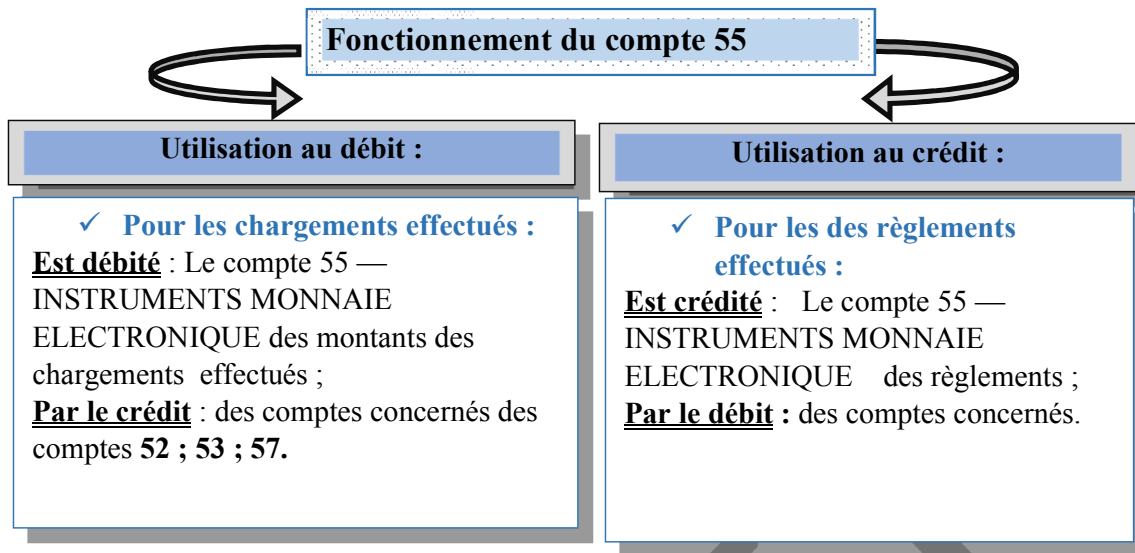 Fonctionnement du compte 55
Utilisation au débit :
✓ Pour les chargements effectués :
Est débité : Le compte 55 —
INSTRUMENTS MONNAIE
ELECTRONIQUE des montants des
chargements effectués ;
Par le crédit : des comptes concernés des
comptes 52 ; 53 ; 57.
Utilisation au crédit :
✓ Pour les des règlements
effectués :
Est crédité : Le compte 55 —
INSTRUMENTS MONNAIE
ELECTRONIQUE des règlements ;
Par le débit : des comptes concernés.